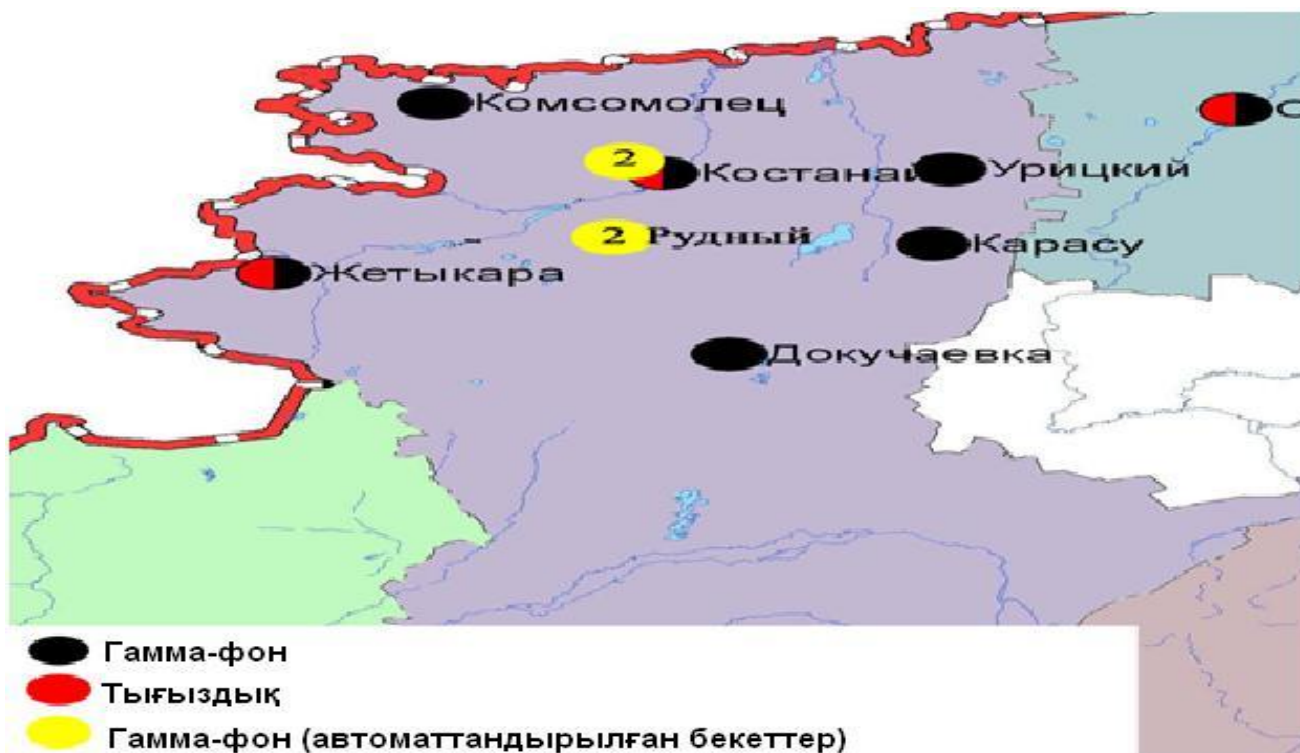 Комсомолец
2
Костанай
Урицкий
2 Рудный
Карасу
Жетыкара
Докучаевка
Гамма-фон
Тығыздық
Гамма-фон (автоматтандырылған бекеттер)